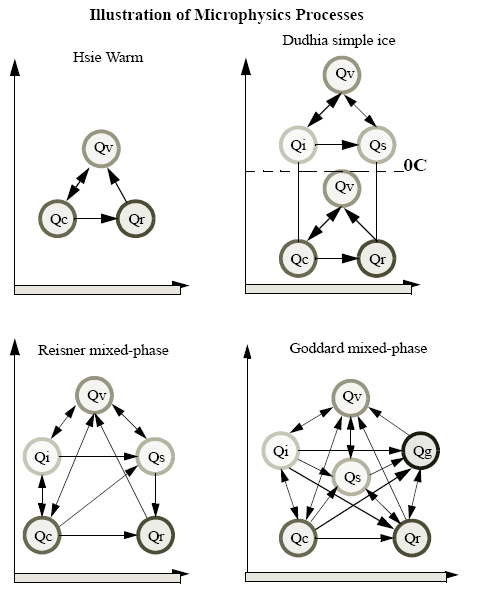 Illustration of Microphysics Processes
Hsie Warm
Qv
Qc
Qr
Dudhia simple ice
Qv
Qi
Qs
0C
Qv
Qc
Qr
Reisner mixed-phase
Qv
Qi
Qs
Qc
Qr
Goddard mixed-phase
Qv
Qi
Qg
Qs
Qc
Qr